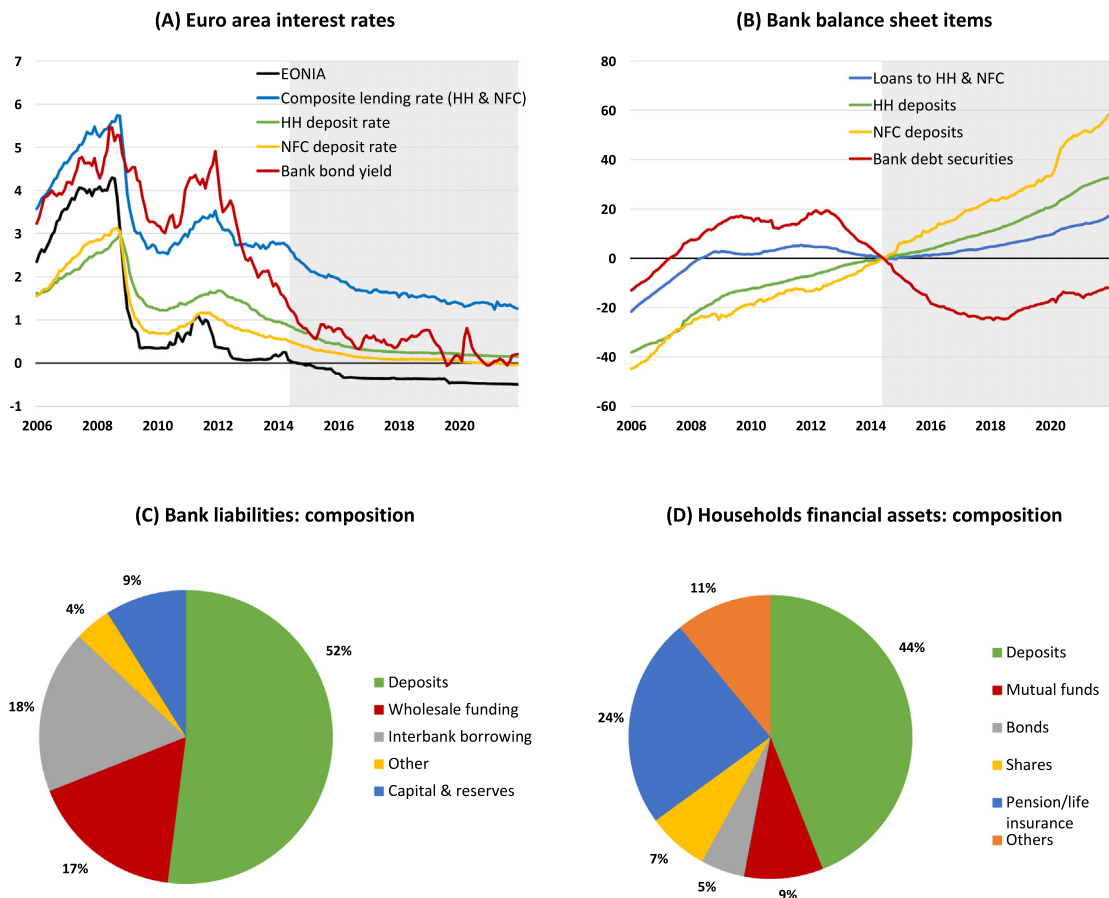 (A) Euro area interest rates
7
6
5
4
3
2
1
0
-1
EONIA
Composite lending rate (HH & NFC)
HH deposit rate
NFC deposit rate
Bank bond yield
2006 2008 2010 2012 2014 2016 2018 2020
(B) Bank balance sheet items
80
60
40
20
0
-20
-40
-60
Loans to HH & NFC
HH deposits
NFC deposits
Bank debt securities
2006 2008 2010 2012 2014 2016 2018 2020
(C) Bank liabilities: composition
9%
4%
52%
18%
17%
Deposits
Wholesale funding
Interbank borrowing
Other
Capital & reserves
(D) Households financial assets: composition
11%
44%
24%
7%
5%
9%
Deposits
Mutual funds
Bonds
Shares
Pension/life
insurance
Others